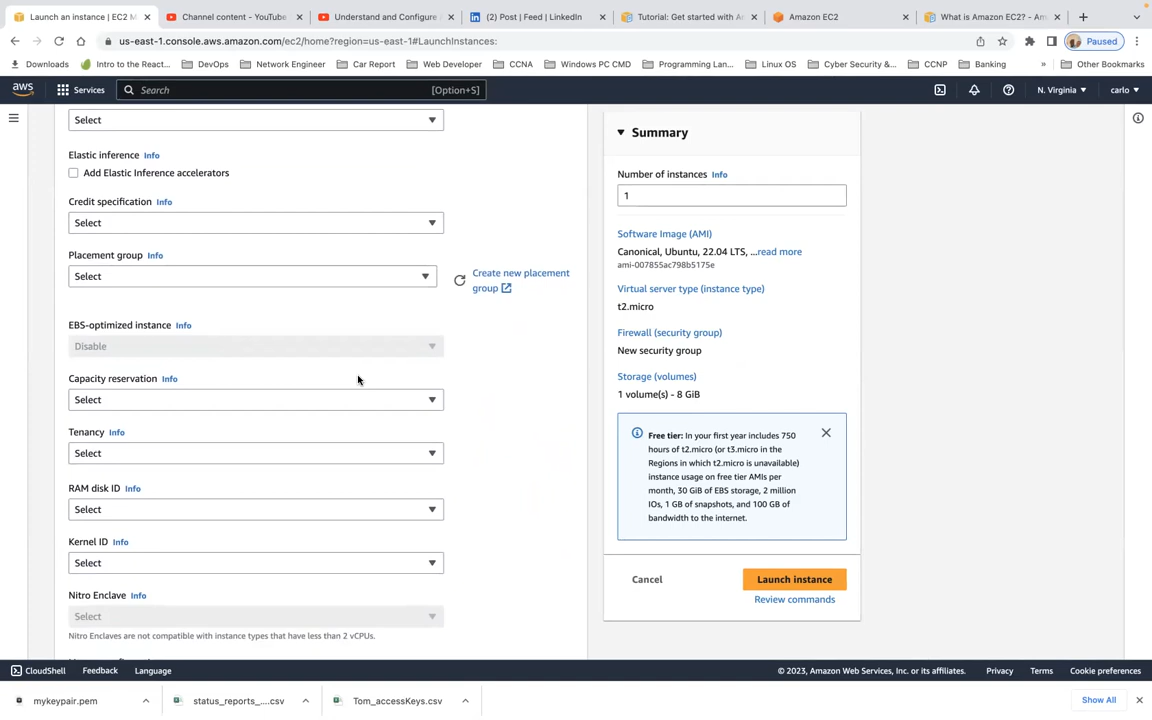 Launch an instance | EC2 M
Channel content - YouTube
Understand and Configure
(2) Post | Feed | LinkedIn
Tutorial: Get started with A
Amazon EC2
What is Amazon EC2? - Am
us-east-1.console.aws.amazon.com/ec2/home?region=us-east-1#LaunchInstances:
Paused
Downloads
Intro to the React...
DevOps
Network Engineer
Car Report
Web Developer
CCNA
Windows PC CMD
Programming Lan...
Linux OS
Cyber Security &...
CCNP
Banking
»
Other Bookmarks
aws
Services
Search
[Option+S]
N. Virginia
carlo
Select
Elastic inference Info
Add Elastic Inference accelerators
Credit specification Info
Select
Placement group Info
Select
Create new placement
group
EBS-optimized instance Info
Disable
Capacity reservation Info
Select
Tenancy Info
Select
RAM disk ID Info
Select
Kernel ID Info
Select
Nitro Enclave Info
Select
Nitro Enclaves are not compatible with instance types that have less than 2 vCPUs.
Summary
Number of instances Info
1
Software Image (AMI)
Canonical, Ubuntu, 22.04 LTS, ...read more
ami-007855ac798b5175e
Virtual server type (instance type)
t2.micro
Firewall (security group)
New security group
Storage (volumes)
1 volume(s) - 8 GiB
Free tier: In your first year includes 750
hours of t2.micro (or t3.micro in the
Regions in which t2.micro is unavailable)
instance usage on free tier AMIs per
month, 30 GiB of EBS storage, 2 million
IOs, 1 GB of snapshots, and 100 GB of
bandwidth to the internet.
Cancel
Launch instance
Review commands
CloudShell
Feedback
Language
© 2023, Amazon Web Services, Inc. or its affiliates.
Privacy
Terms
Cookie preferences
mykeypair.pem
status_reports_....csv
Tom_accessKeys.csv
Show All